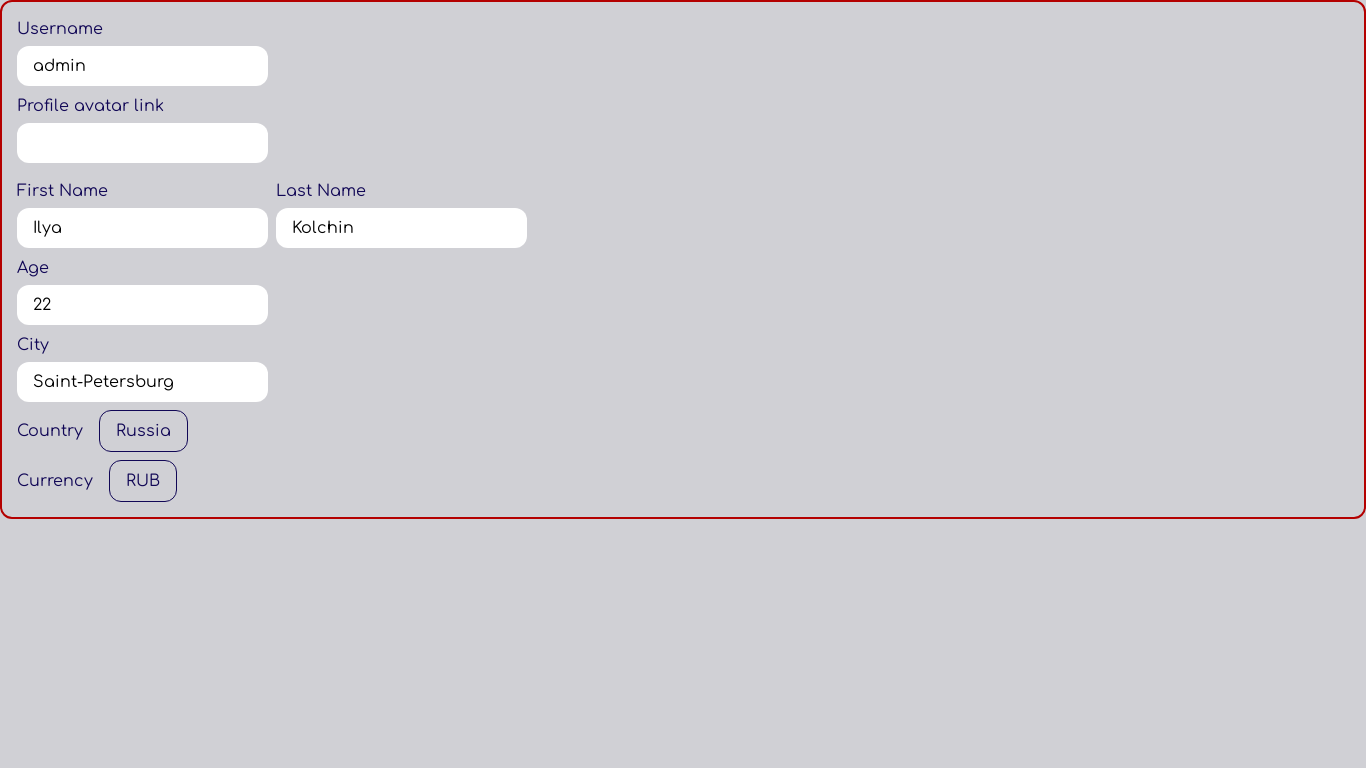 Username
admin
Profile avatar link
First Name Last Name
Ilya Kolchin
Age
22
City
Saint-Petersburg
Country Russia
Currency RUB